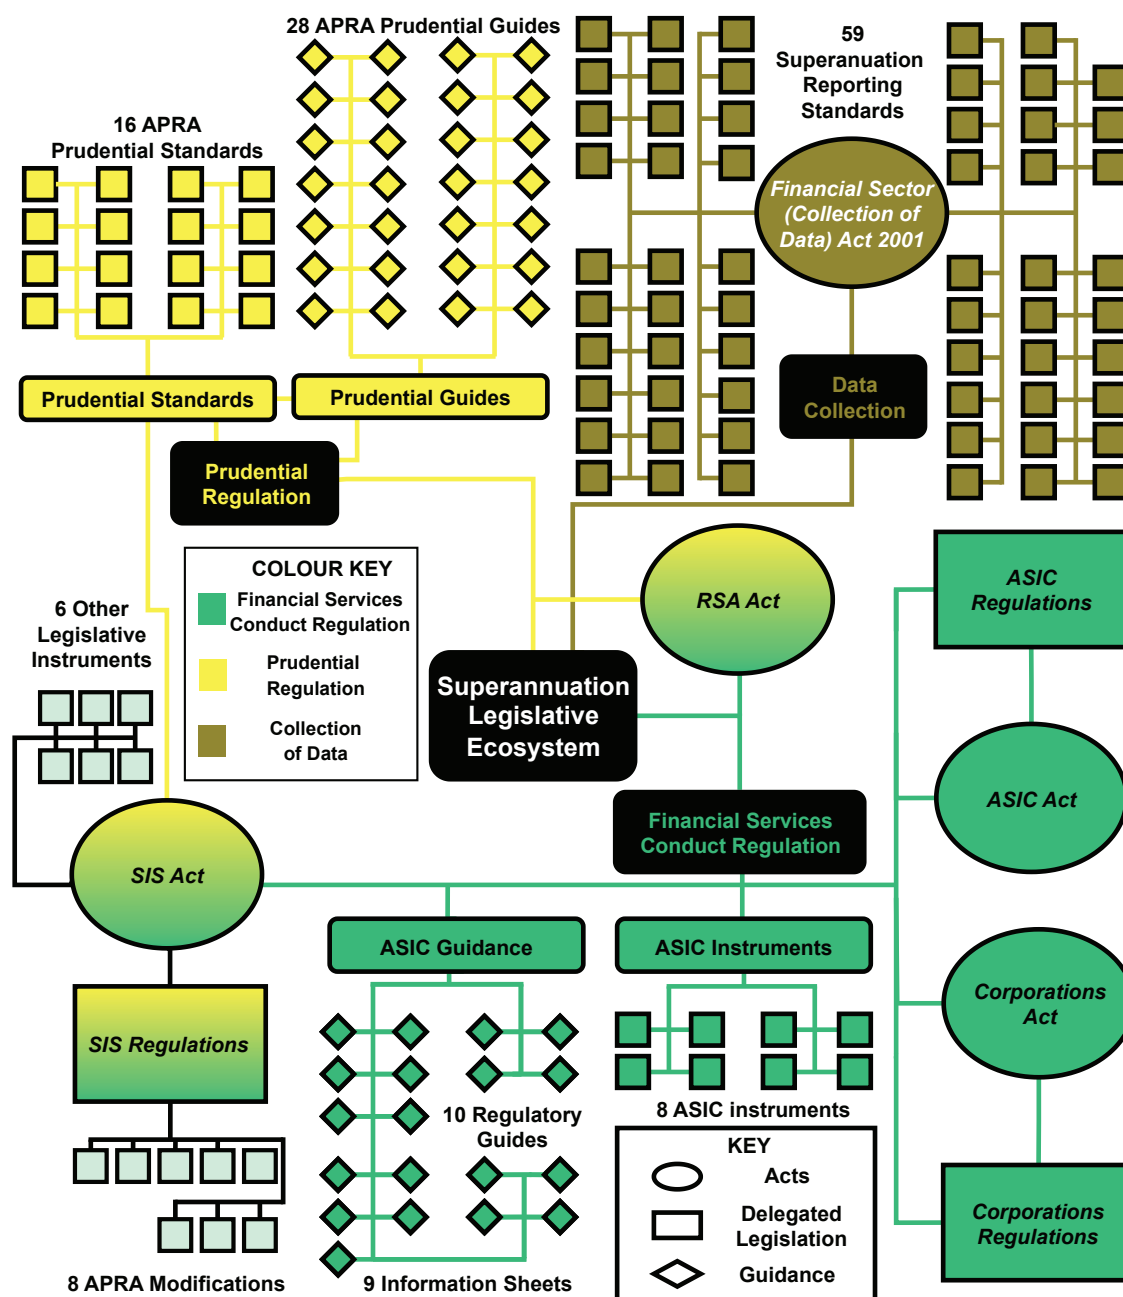 28 APRA Prudential Guides
59
Superanuation
Reporting
Standards
16 APRA
Prudential Standards
Financial Sector
(Collection of
Data) Act 2001
Prudential Standards
Prudential Guides
Data
Collection
Prudential
Regulation
COLOUR KEY
Financial Services
Conduct Regulation
Prudential
Regulation
Collection
of Data
RSA Act
ASIC
Regulations
6 Other
Legislative
Instruments
Superannuation
Legislative
Ecosystem
ASIC Act
Financial Services
Conduct Regulation
SIS Act
ASIC Guidance
ASIC Instruments
Corporations
Act
SIS Regulations
10 Regulatory
Guides
8 ASIC instruments
KEY
Acts
Delegated
Legislation
Guidance
Corporations
Regulations
8 APRA Modifications
9 Information Sheets